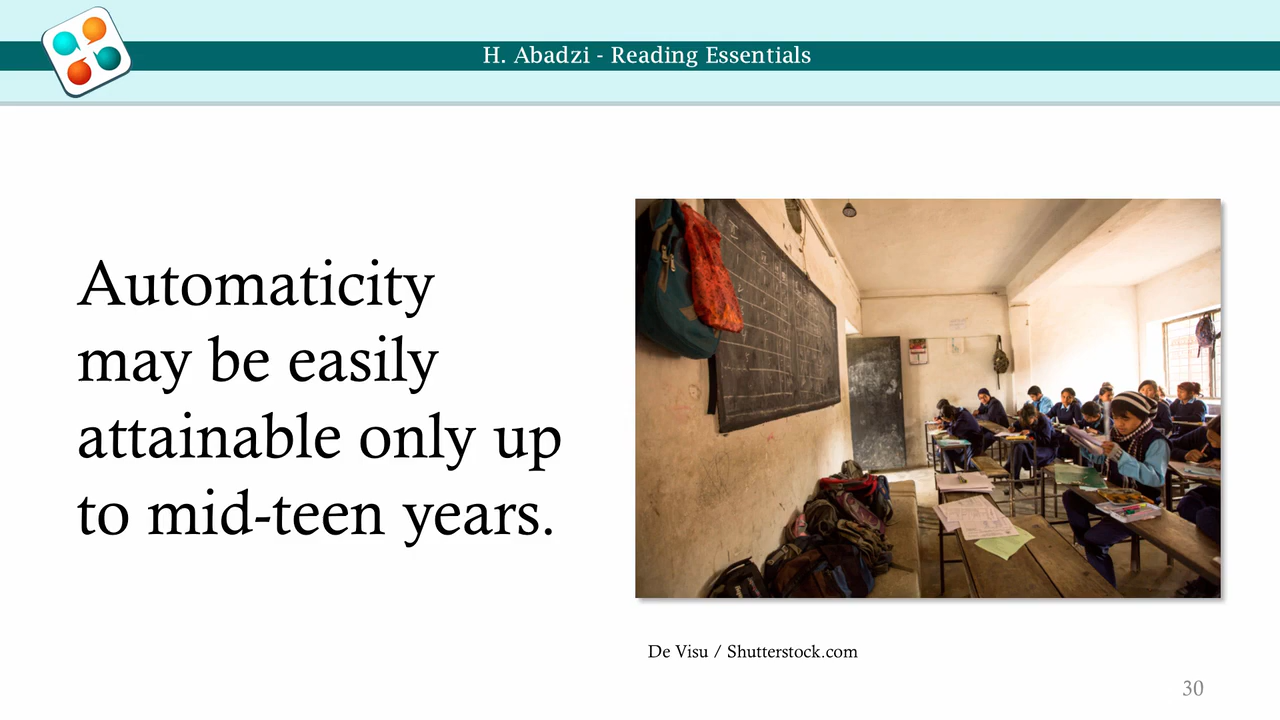 H. Abadzi - Reading Essentials
Automaticity
may be easily
attainable only up
to mid-teen years.
De Visu / Shutterstock.com
30